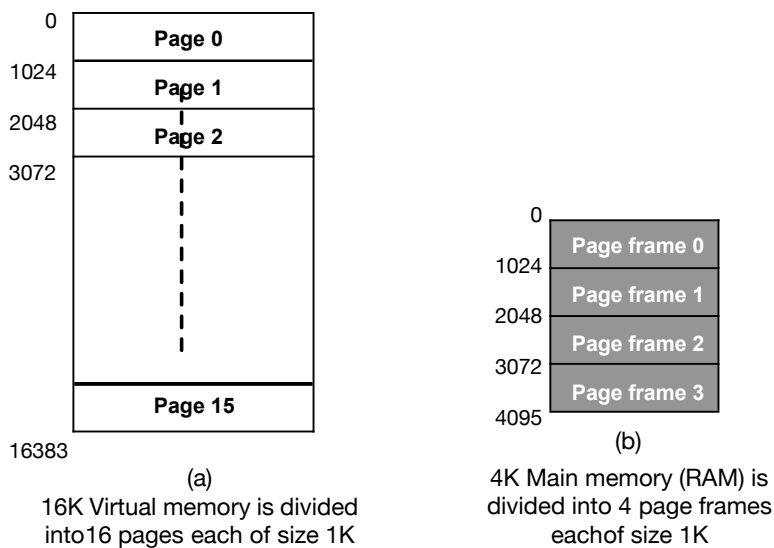 0
Page 0
1024
Page 1
2048
Page 2
3072
Page 15
16383
(a)
16K Virtual memory is divided
into16 pages each of size 1K
0
Page frame 0
1024
Page frame 1
2048
Page frame 2
3072
Page frame 3
4095
(b)
4K Main memory (RAM) is
divided into 4 page frames
eachof size 1K